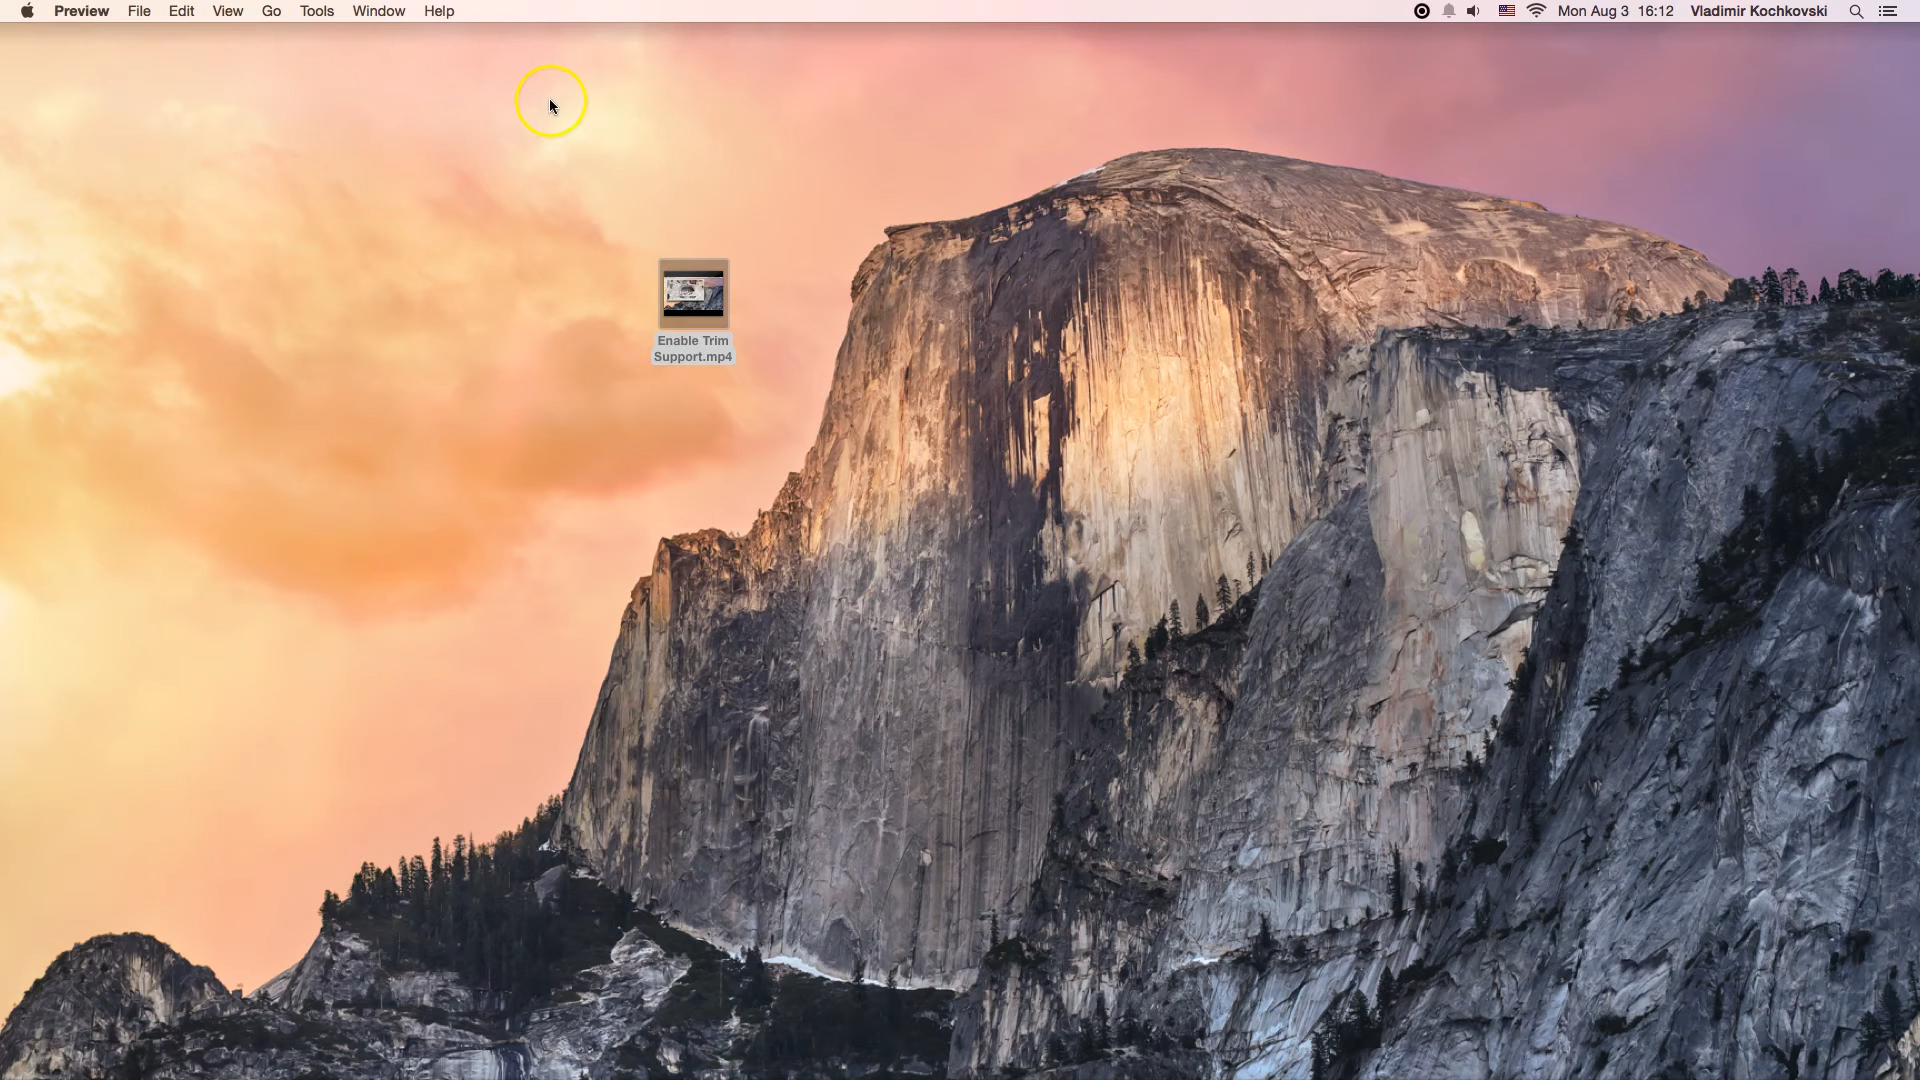 Preview File Edit View Go Tools Window Help Mon Aug 3 16:12 Vladimir Kochkovski
Enable Trim
Support.mp4